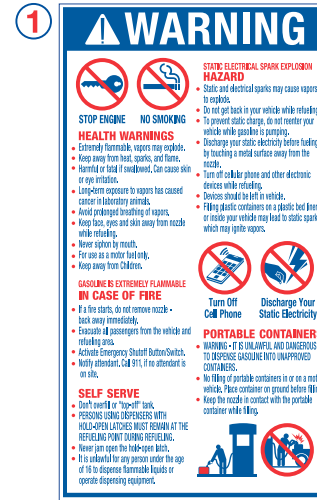 1
WARNING
STOP ENGINE
NO SMOKING
HEALTH WARNINGS
• Extremely flammable, vapors may explode.
• Keep away from heat, sparks, and flame.
• Harmful or fatal if swallowed. Can cause skin
or eye irritation.
• Long-term exposure to vapors has caused
cancer in laboratory animals.
• Avoid prolonged breathing of vapors.
• Keep face, eyes and skin away from nozzle
while refueling.
• Never siphon by mouth.
• For use as a motor fuel only.
• Keep away from Children.
GASOLINE IS EXTREMELY FLAMMABLE
IN CASE OF FIRE
• If a fire starts, do not remove nozzle -
back away immediately.
• Evacuate all passengers from the vehicle and
refueling area.
• Activate Emergency Shutoff Button/Switch.
• Notify attendant. Call 911, if no attendant is
on site.
SELF SERVE
• Don't overfill or "top-off" tank.
• PERSONS USING DISPENSERS WITH
HOLD-OPEN LATCHES MUST REMAIN AT THE
REFUELING POINT DURING REFUELING.
• Never jam open the hold-open latch.
• It is unlawful for any person under the age
of 16 to dispense flammable liquids or
operate dispensing equipment.
STATIC ELECTRICAL SPARK EXPLOSION
HAZARD
• Static and electrical sparks may cause vapors
to explode.
• Do not get back in your vehicle while refueling
• To prevent static charge, do not reenter your
vehicle while gasoline is pumping.
• Discharge your static electricity before fueling
by touching a metal surface away from the
nozzle.
• Turn off cellular phone and other electronic
devices while refueling.
• Devices should be left in vehicle.
• Filling plastic containers on a plastic bed liner
or inside your vehicle may lead to static spark
which may ignite vapors.
Turn Off
Cell Phone
Discharge Your
Static Electricity
PORTABLE CONTAINER
• WARNING - IT IS UNLAWFUL AND DANGEROUS
TO DISPENSE GASOLINE INTO UNAPPROVED
CONTAINERS.
• No filling of portable containers in or on a mot
vehicle. Place container on ground before filli
• Keep the nozzle in contact with the portable
container while filling.